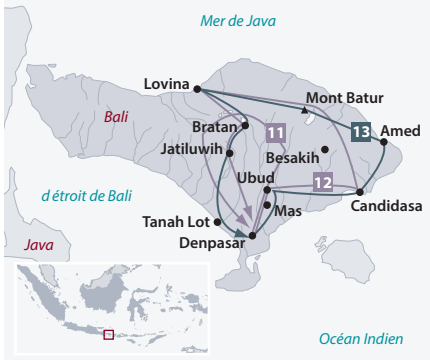 Mer de Java
Lovina
Mont Batur
Bali
Bratan
11
13
Amed
Jatiluwih
Besakih
Ubud
12
détroit de Bali
Mas
Candidasa
Tanah Lot
Java
Denpasar
Océan Indien